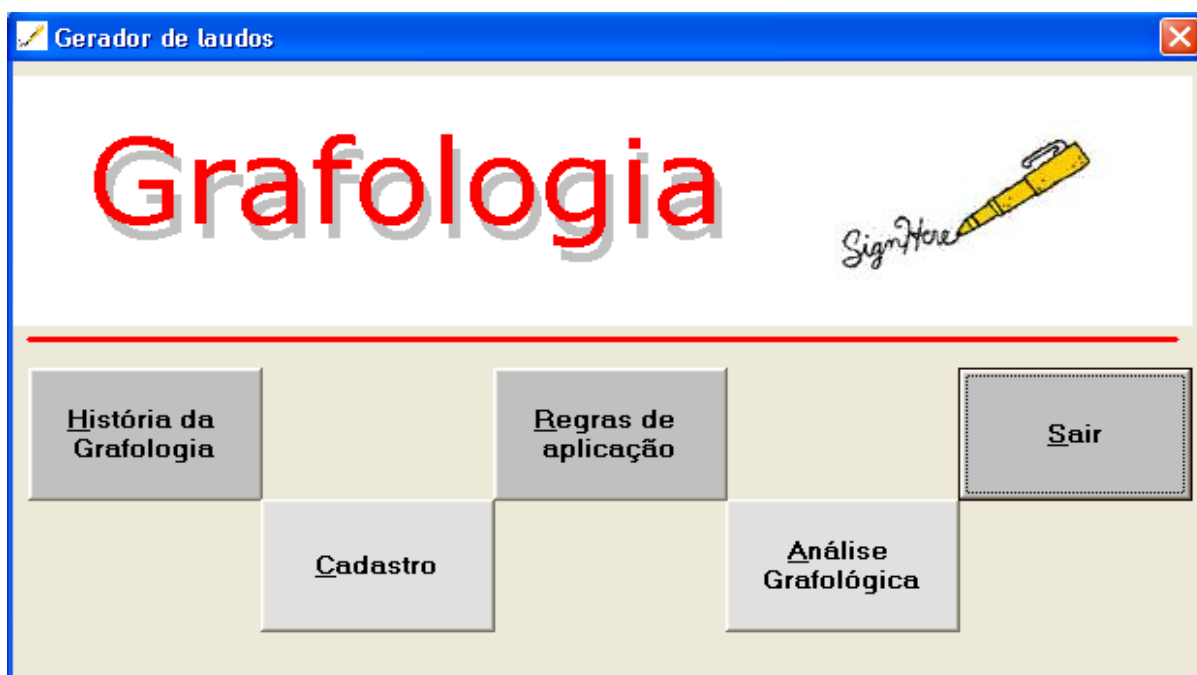 Gerador de laudos
Grafologia
SignHere
História da
Grafologia
Regras de
aplicação
Sair
Cadastro
Análise
Grafológica